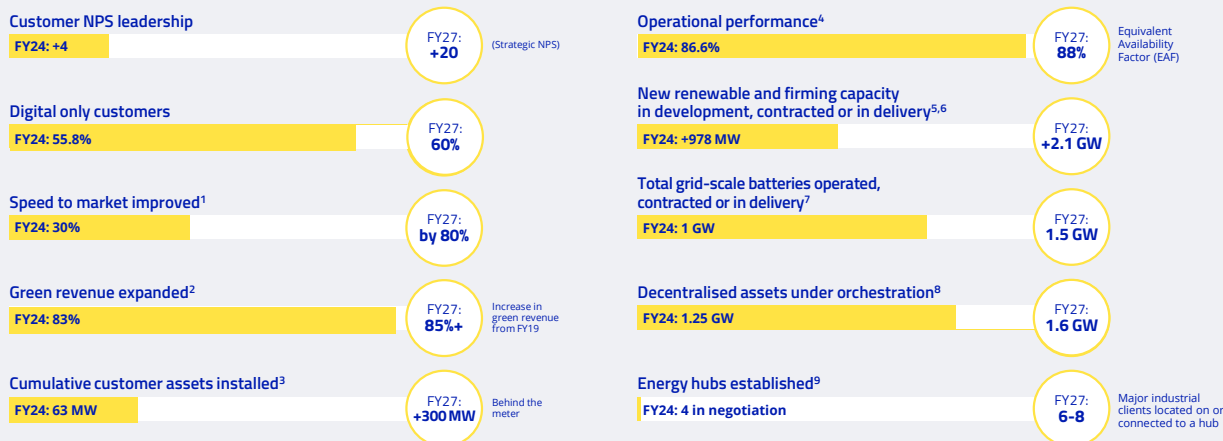 Customer NPS leadership
FY24: +4
FY27:
+20
(Strategic NPS)
Digital only customers
FY24: 55.8%
FY27:
60%
Speed to market improved¹
FY24: 30%
FY27:
by 80%
Green revenue expanded²
FY24: 83%
FY27:
85%+
Increase in
green revenue
from FY19
Cumulative customer assets installed³
FY24: 63 MW
FY27:
+300 MW
Behind the
meter
Operational performance⁴
FY24: 86.6%
FY27:
88%
Equivalent
Availability
Factor (EAF)
New renewable and firming capacity
in development, contracted or in delivery⁵,⁶
FY24: +978 MW
FY27:
+2.1 GW
Total grid-scale batteries operated,
contracted or in delivery⁷
FY24: 1 GW
FY27:
1.5 GW
Decentralised assets under orchestration⁸
FY24: 1.25 GW
FY27:
1.6 GW
Energy hubs established⁹
FY24: 4 in negotiation
FY27:
6-8
Major industrial
clients located on or
connected to a hub